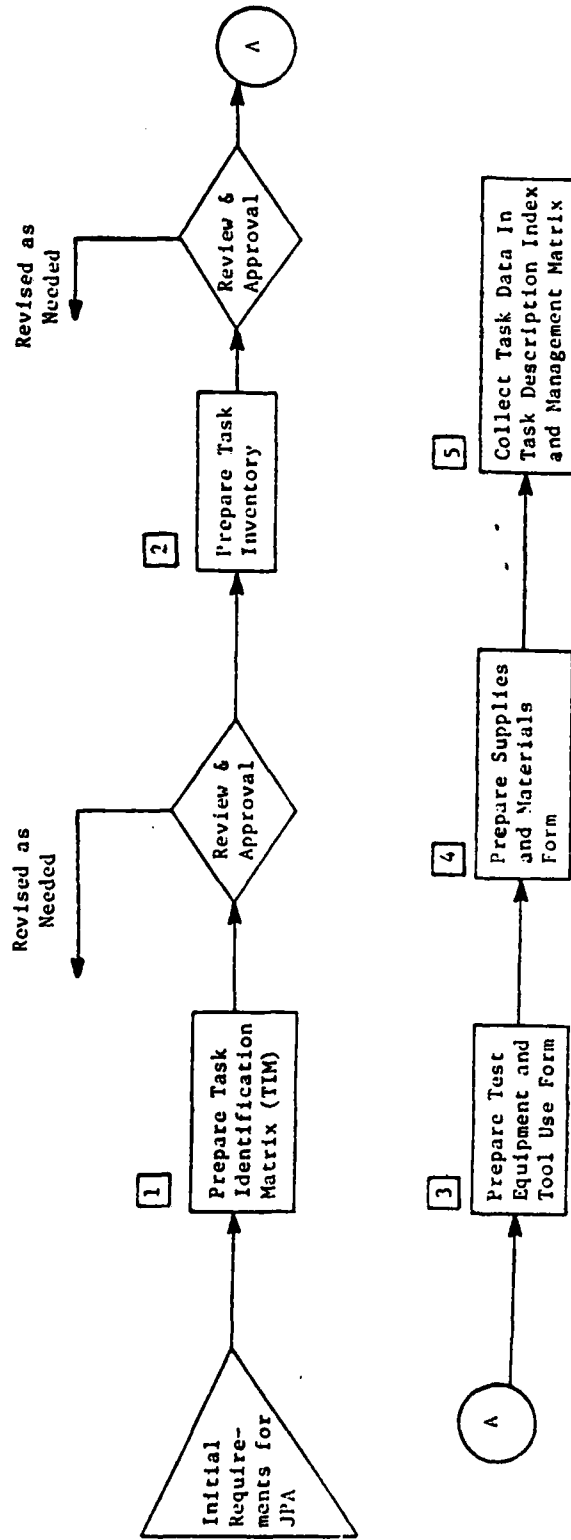 Initial
Require-
ments for
JPA
1
Prepare Task
Identification
Matrix (TIM)
Revised as
Needed
Review &
Approval
2
Prepare Task
Inventory
Revised as
Needed
Review &
Approval
A
A
3
Prepare Test
Equipment and
Tool Use Form
4
Prepare Supplies
and Materials
Form
5
Collect Task Data In
Task Description Index
and Management Matrix